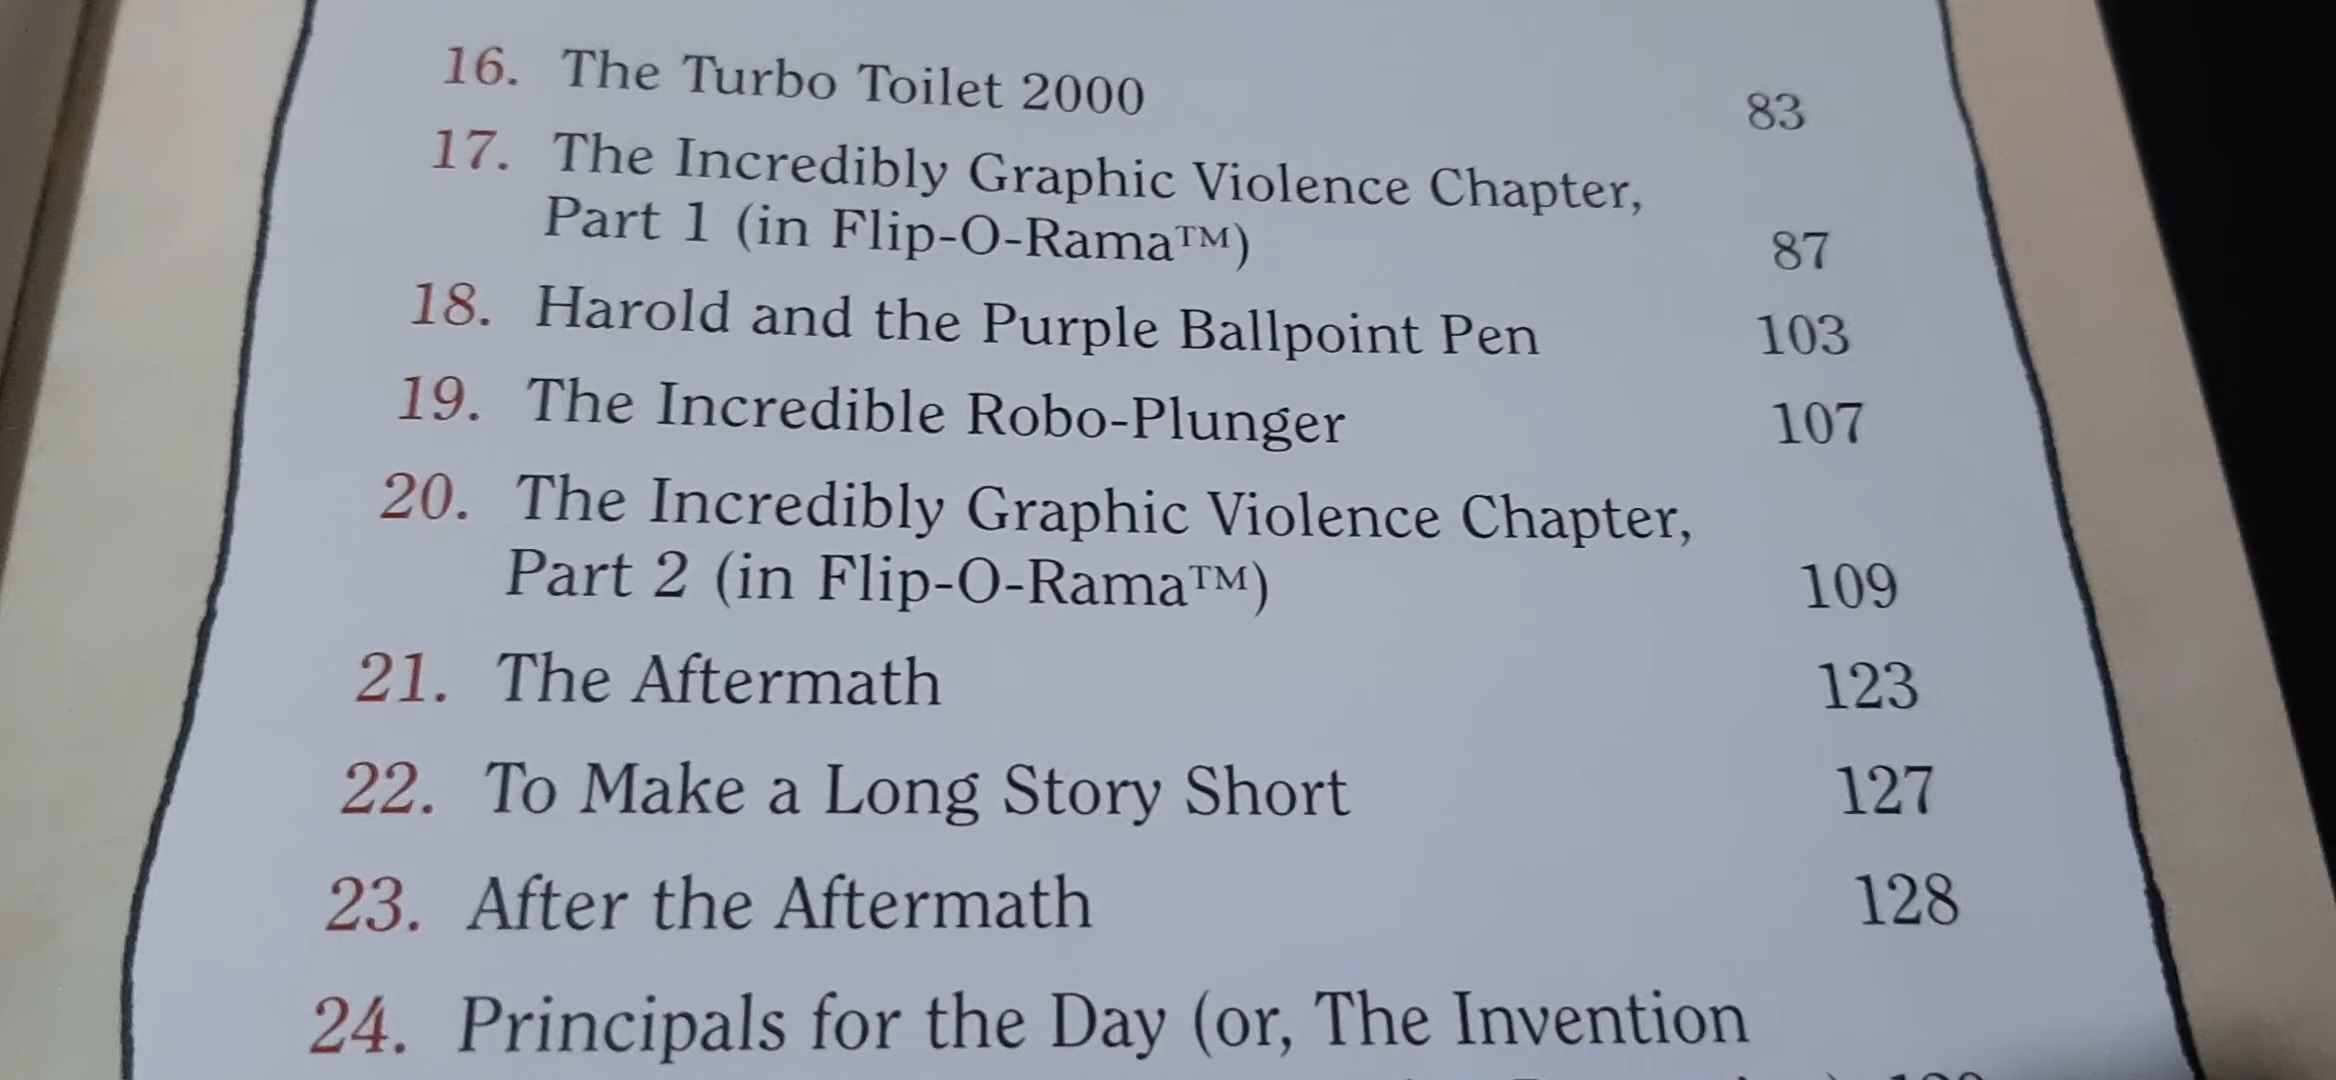 16. The Turbo Toilet 2000 83
17. The Incredibly Graphic Violence Chapter,
Part 1 (in Flip-O-Rama™) 87
18. Harold and the Purple Ballpoint Pen 103
19. The Incredible Robo-Plunger 107
20. The Incredibly Graphic Violence Chapter,
Part 2 (in Flip-O-Rama™) 109
21. The Aftermath 123
22. To Make a Long Story Short 127
23. After the Aftermath 128
24. Principals for the Day (or, The Invention